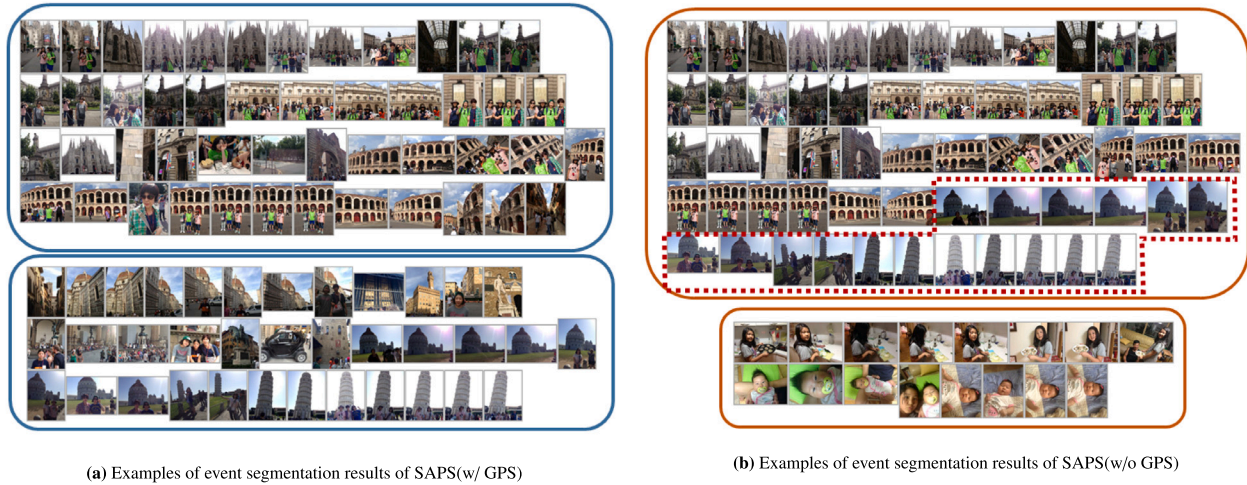 (a) Examples of event segmentation results of SAPS(w/ GPS)
(b) Examples of event segmentation results of SAPS(w/o GPS)